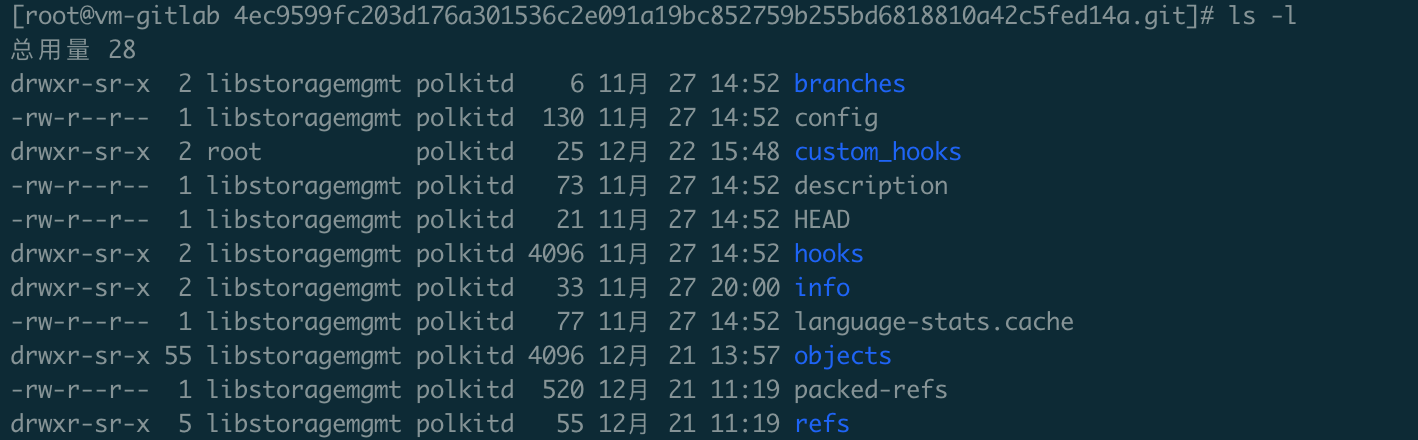 [root@vm-gitlab 4ec9599fc203d176a301536c2e091a19bc852759b255bd6818810a42c5fed14a.git]# ls -l
总用量 28
drwxr-sr-x  2 libstoragemgmt polkitd    6 11月  27 14:52 branches
-rw-r--r--  1 libstoragemgmt polkitd  130 11月  27 14:52 config
drwxr-sr-x  2 root           polkitd   25 12月  22 15:48 custom_hooks
-rw-r--r--  1 libstoragemgmt polkitd   73 11月  27 14:52 description
-rw-r--r--  1 libstoragemgmt polkitd   21 11月  27 14:52 HEAD
drwxr-sr-x  2 libstoragemgmt polkitd 4096 11月  27 14:52 hooks
drwxr-sr-x  2 libstoragemgmt polkitd   33 11月  27 20:00 info
-rw-r--r--  1 libstoragemgmt polkitd   77 11月  27 14:52 language-stats.cache
drwxr-sr-x 55 libstoragemgmt polkitd 4096 12月  21 13:57 objects
-rw-r--r--  1 libstoragemgmt polkitd  520 12月  21 11:19 packed-refs
drwxr-sr-x  5 libstoragemgmt polkitd   55 12月  21 11:19 refs